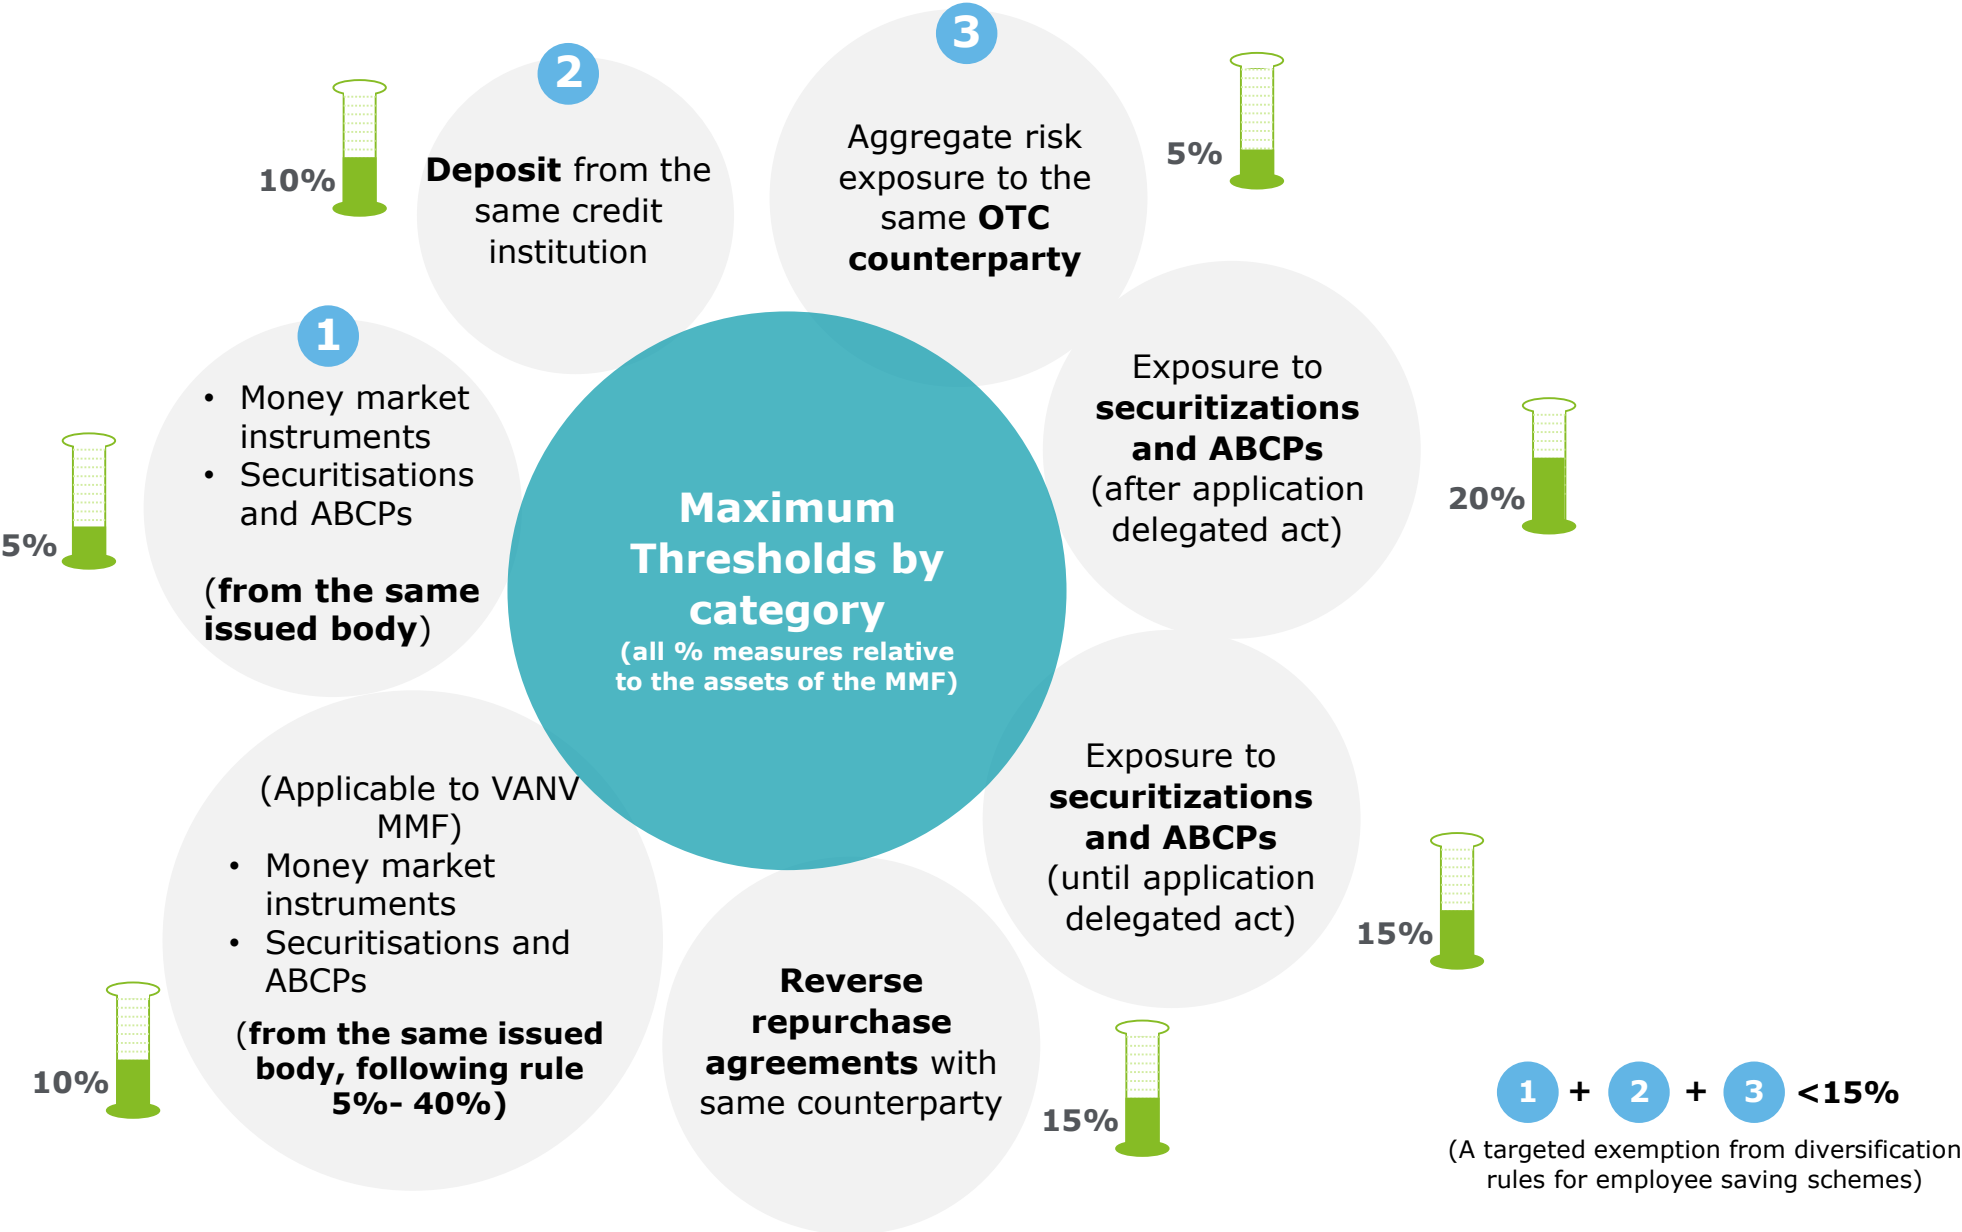 3
2
Aggregate risk
exposure to the
same OTC
counterparty
5%
10%
Deposit from the
same credit
institution
1
• Money market
instruments
• Securitisations
and ABCPs
(from the same
issued body)
5%
Exposure to
securitizations
and ABCPs
(after application
delegated act)
20%
Maximum
Thresholds by
category
(all % measures relative
to the assets of the MMF)
(Applicable to VANV
MMF)
• Money market
instruments
• Securitisations and
ABCPs
(from the same issued
body, following rule
5%- 40%)
10%
Exposure to
securitizations
and ABCPs
(until application
delegated act)
15%
Reverse
repurchase
agreements with
same counterparty
15%
1 + 2 + 3 <15%
(A targeted exemption from diversification
rules for employee saving schemes)